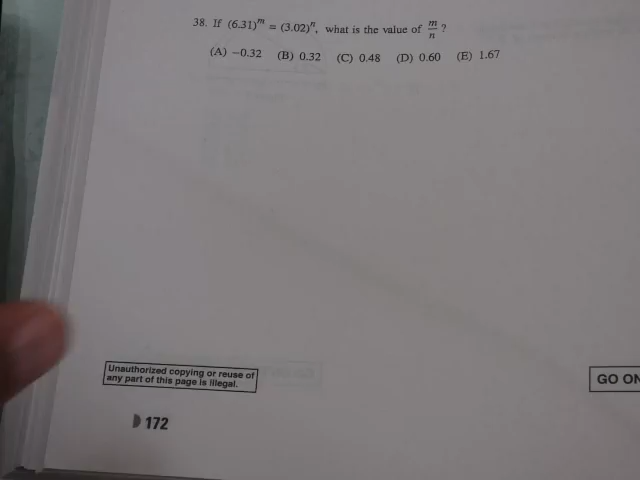 38. If (6.31)^m = (3.02)^n, what is the value of m/n ?
(A) −0.32 (B) 0.32 (C) 0.48 (D) 0.60 (E) 1.67
Unauthorized copying or reuse of
any part of this page is illegal.
GO ON
172